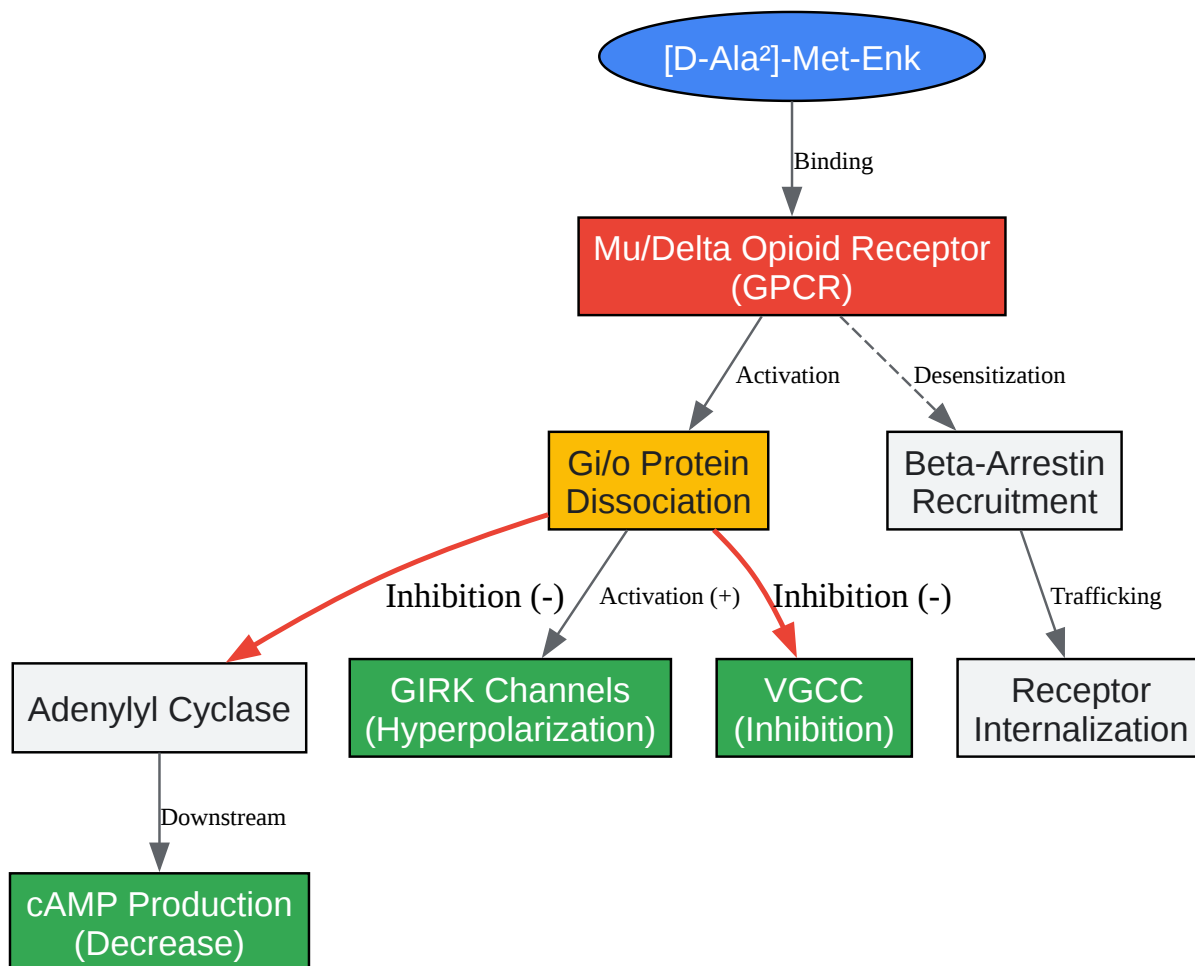 [D-Ala²]-Met-Enk
Binding
Mu/Delta Opioid Receptor
(GPCR)
Activation
Desensitization
Gi/o Protein
Dissociation
Beta-Arrestin
Recruitment
Inhibition (-)
Activation (+)
Inhibition (-)
Trafficking
Adenylyl Cyclase
GIRK Channels
(Hyperpolarization)
VGCC
(Inhibition)
Receptor
Internalization
Downstream
cAMP Production
(Decrease)